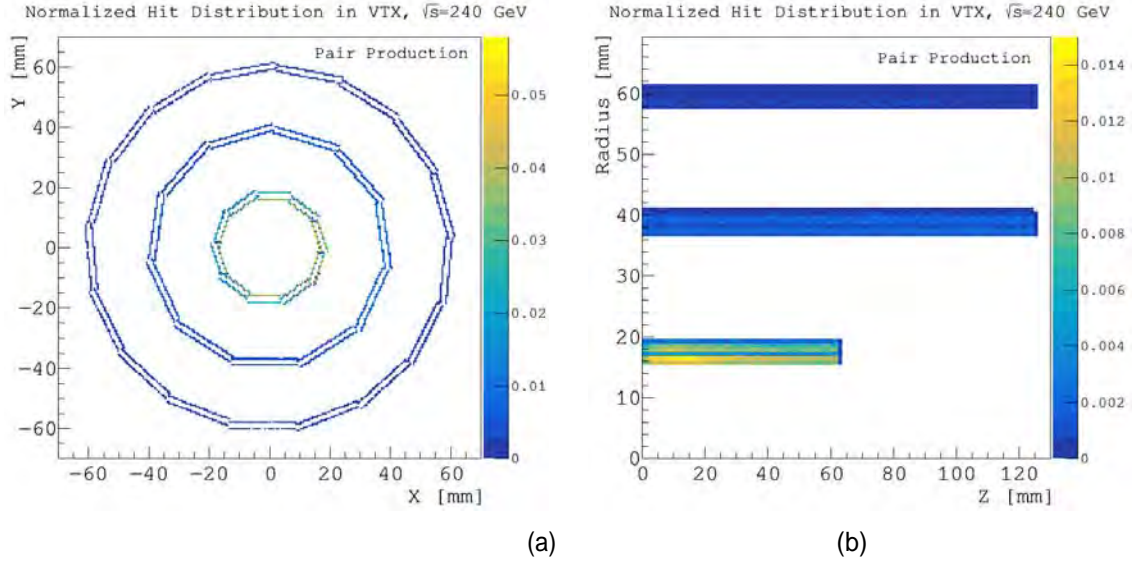 Normalized Hit Distribution in VTX, √s=240 GeV
Pair Production
Y [mm]
60
40
20
0
−20
−40
−60
−60 −40 −20 0 20 40 60
X [mm]
0.05
0.04
0.03
0.02
0.01
0
(a)
Normalized Hit Distribution in VTX, √s=240 GeV
Pair Production
Radius [mm]
60
50
40
30
20
10
0
0 20 40 60 80 100 120
Z [mm]
0.014
0.012
0.01
0.008
0.006
0.004
0.002
0
(b)